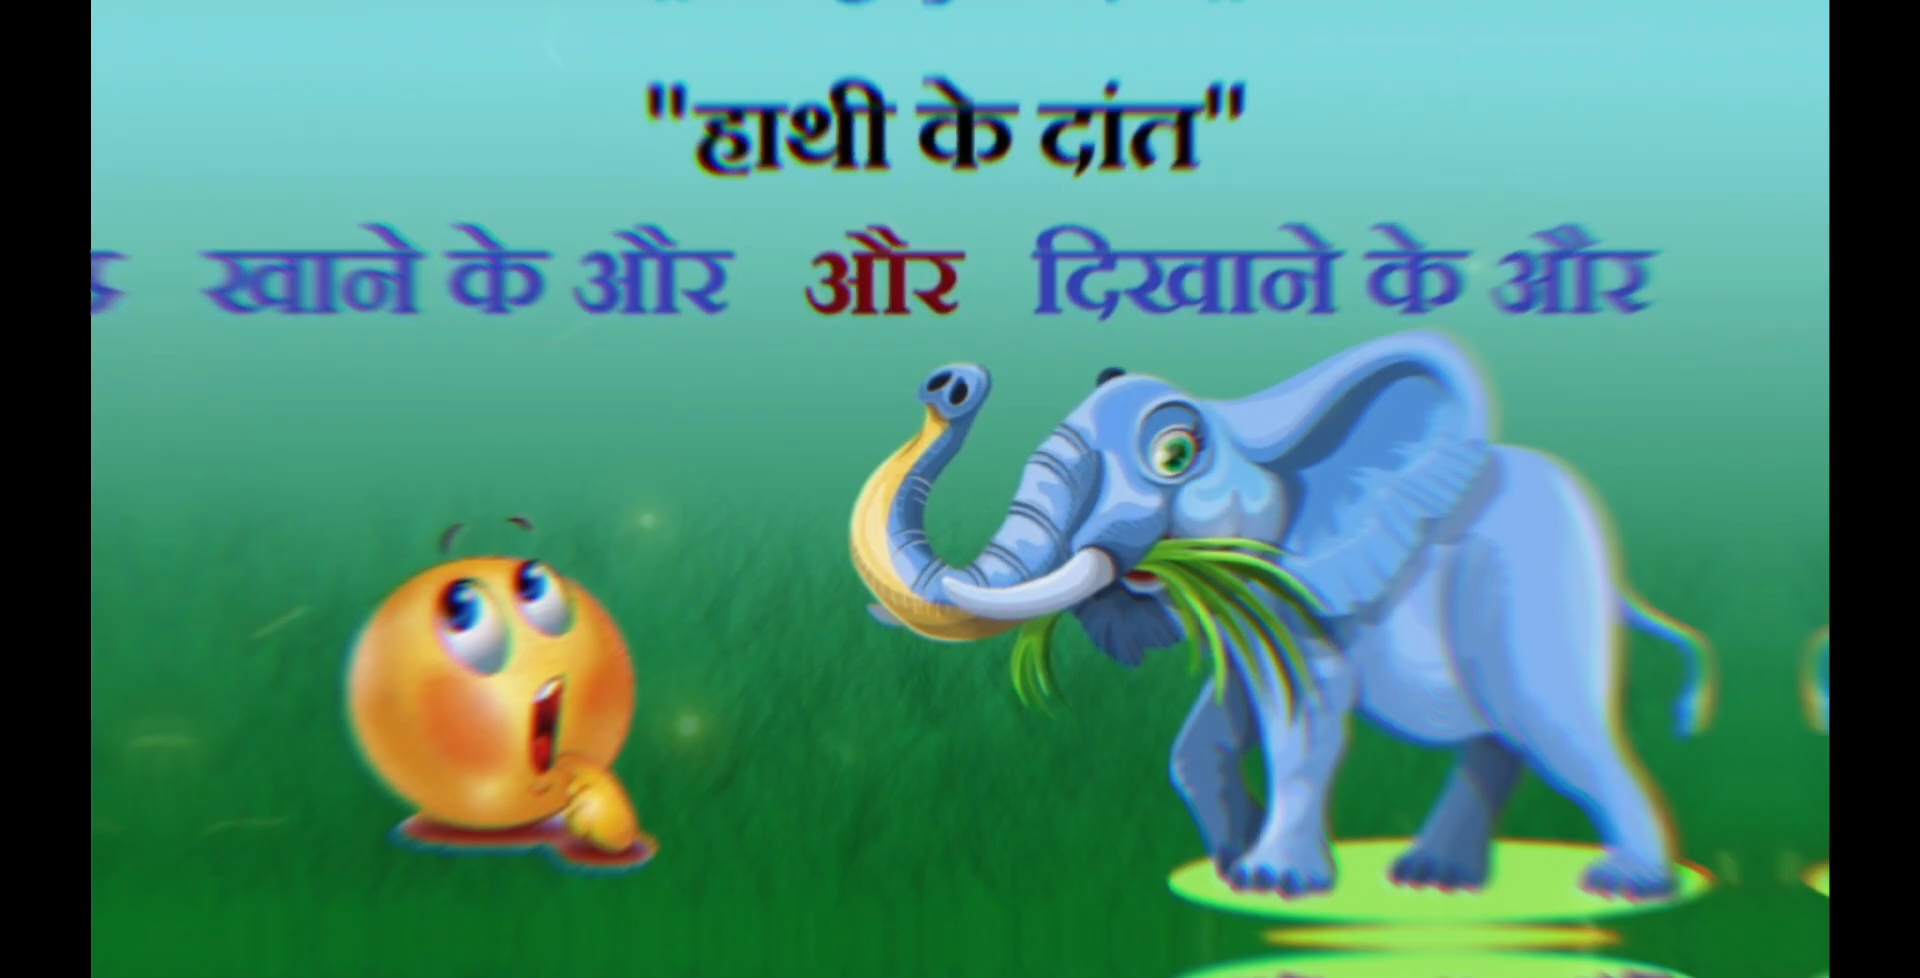 "हाथी के दांत"
खाने के और और दिखाने के और